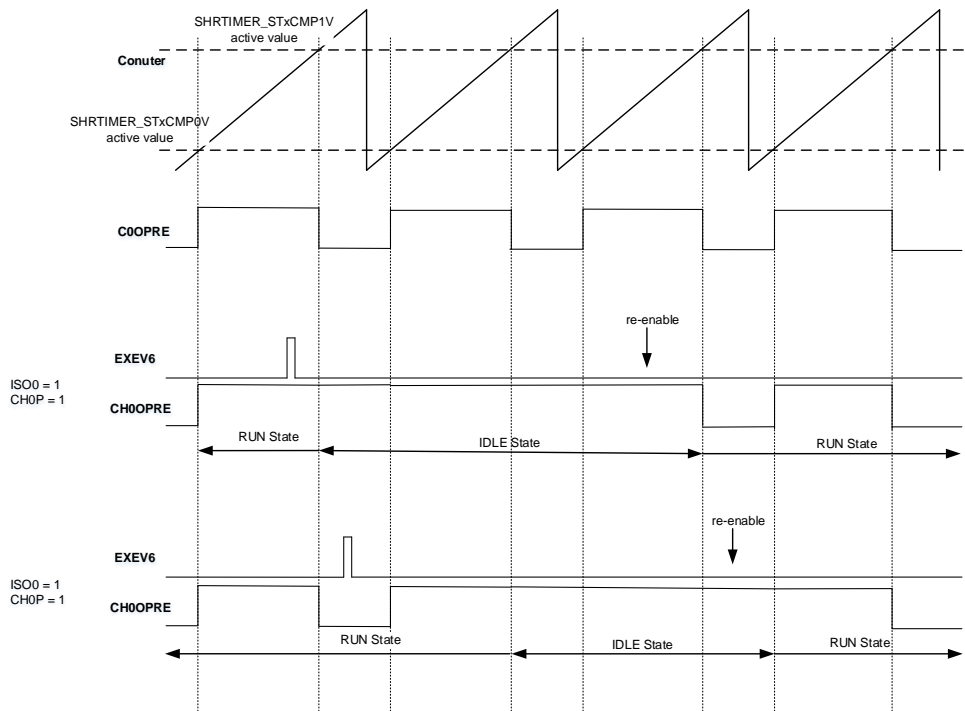 SHRTIMER_STxCMP1V
active value
Conuter
SHRTIMER_STxCMP0V
active value
C0OPRE
re-enable
EXEV6
ISO0 = 1
CH0P = 1
CH0OPRE
RUN State
IDLE State
RUN State
re-enable
EXEV6
ISO0 = 1
CH0P = 1
CH0OPRE
RUN State
IDLE State
RUN State